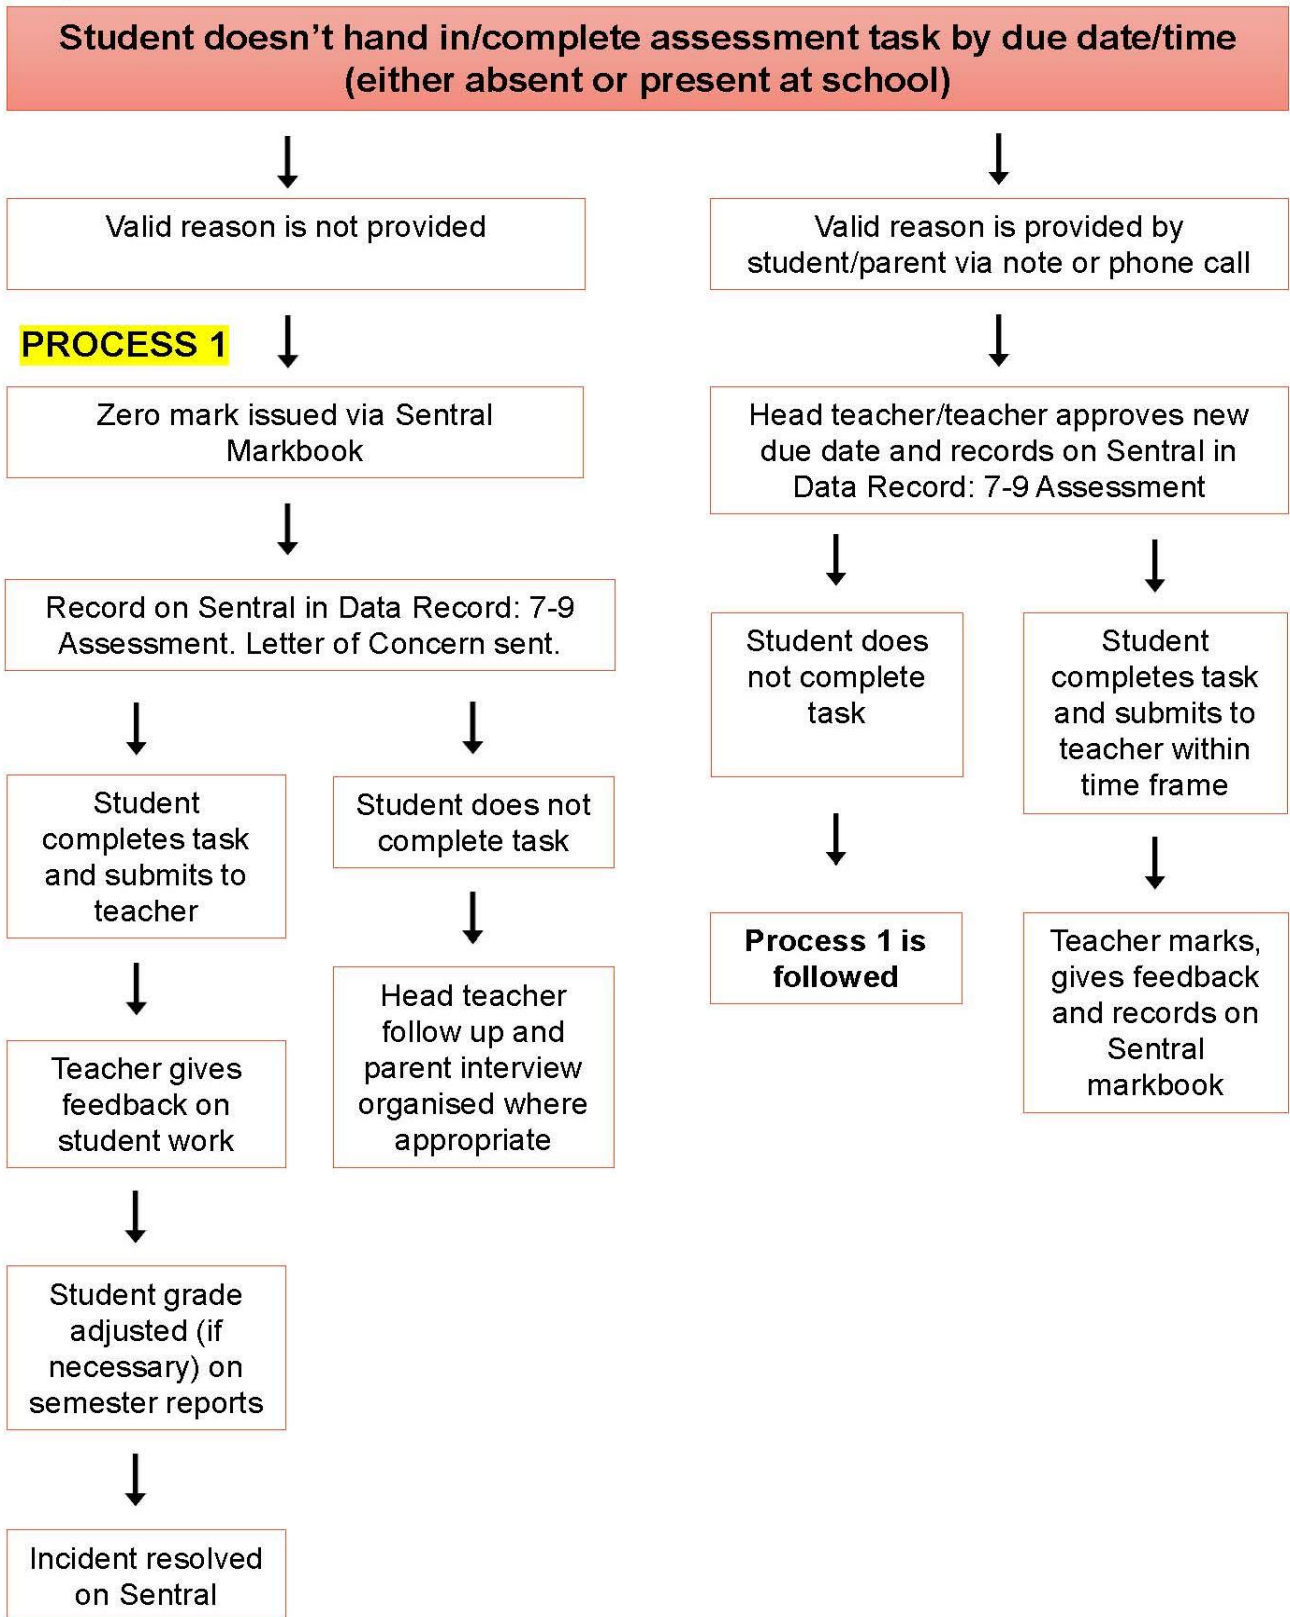 Student doesn’t hand in/complete assessment task by due date/time
(either absent or present at school)
Valid reason is not provided
PROCESS 1
Zero mark issued via Sentral
Markbook
Record on Sentral in Data Record: 7-9
Assessment. Letter of Concern sent.
Student
completes task
and submits to
teacher
Teacher gives
feedback on
student work
Student grade
adjusted (if
necessary) on
semester reports
Incident resolved
on Sentral
Student does not
complete task
Head teacher
follow up and
parent interview
organised where
appropriate
Valid reason is provided by
student/parent via note or phone call
Head teacher/teacher approves new
due date and records on Sentral in
Data Record: 7-9 Assessment
Student does
not complete
task
Process 1 is
followed
Student
completes task
and submits to
teacher within
time frame
Teacher marks,
gives feedback
and records on
Sentral
markbook